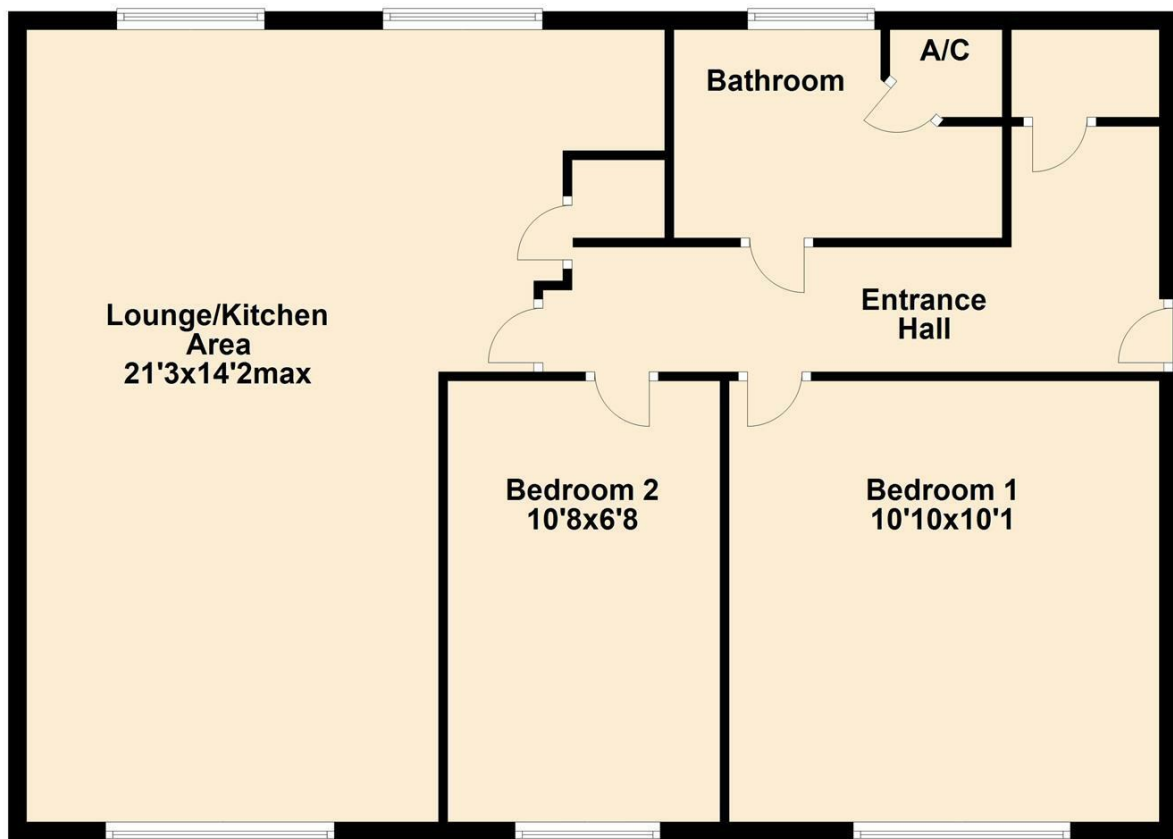 A/C
Bathroom
Entrance
Hall
Lounge/Kitchen
Area
21'3x14'2max
Bedroom 2
10'8x6'8
Bedroom 1
10'10x10'1